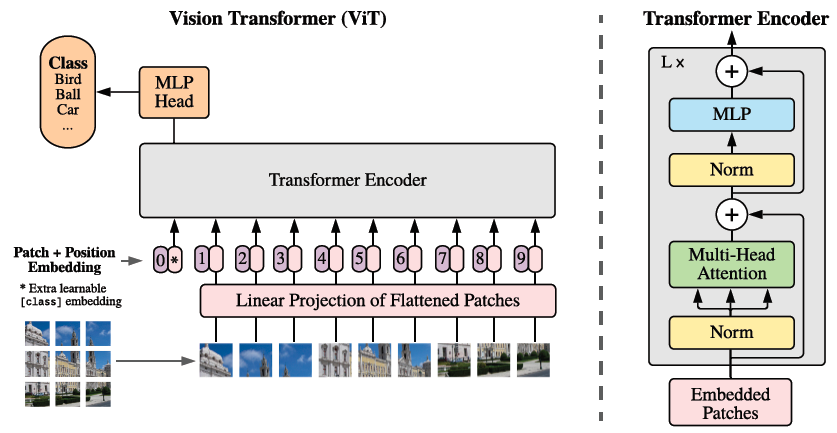 Vision Transformer (ViT)
Class
Bird
Ball
Car
...
MLP
Head
Transformer Encoder
Patch + Position
Embedding
0 * 1 2 3 4 5 6 7 8 9
* Extra learnable
[class] embedding
Linear Projection of Flattened Patches
Transformer Encoder
L ×
+
MLP
Norm
+
Multi-Head
Attention
Norm
Embedded
Patches